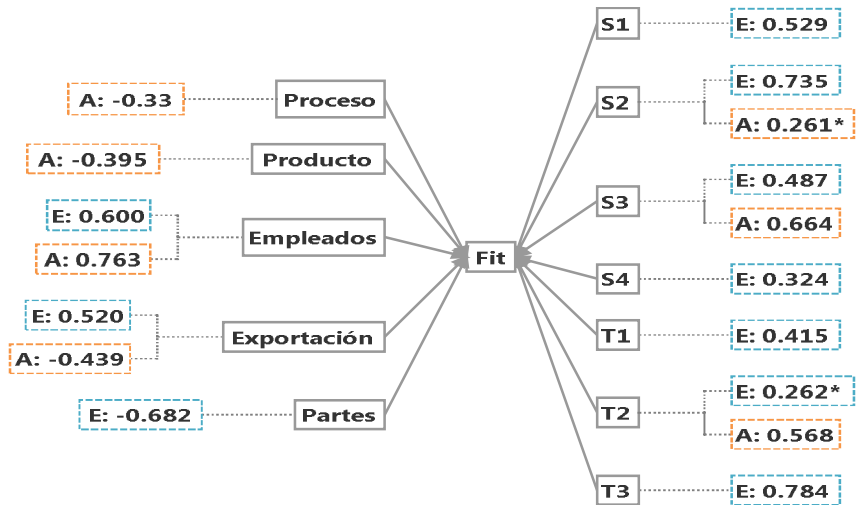 A: -0.33
Proceso
A: -0.395
Producto
E: 0.600
A: 0.763
Empleados
E: 0.520
A: -0.439
Exportación
E: -0.682
Partes
Fit
S1
E: 0.529
S2
E: 0.735
A: 0.261*
S3
E: 0.487
A: 0.664
S4
E: 0.324
T1
E: 0.415
T2
E: 0.262*
A: 0.568
T3
E: 0.784